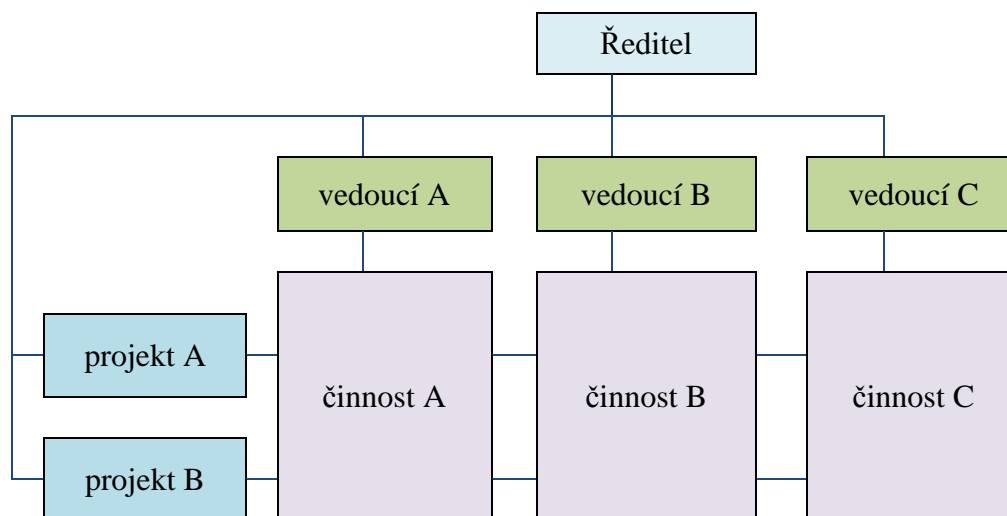 Ředitel
vedoucí A
vedoucí B
vedoucí C
projekt A
činnost A
činnost B
činnost C
projekt B